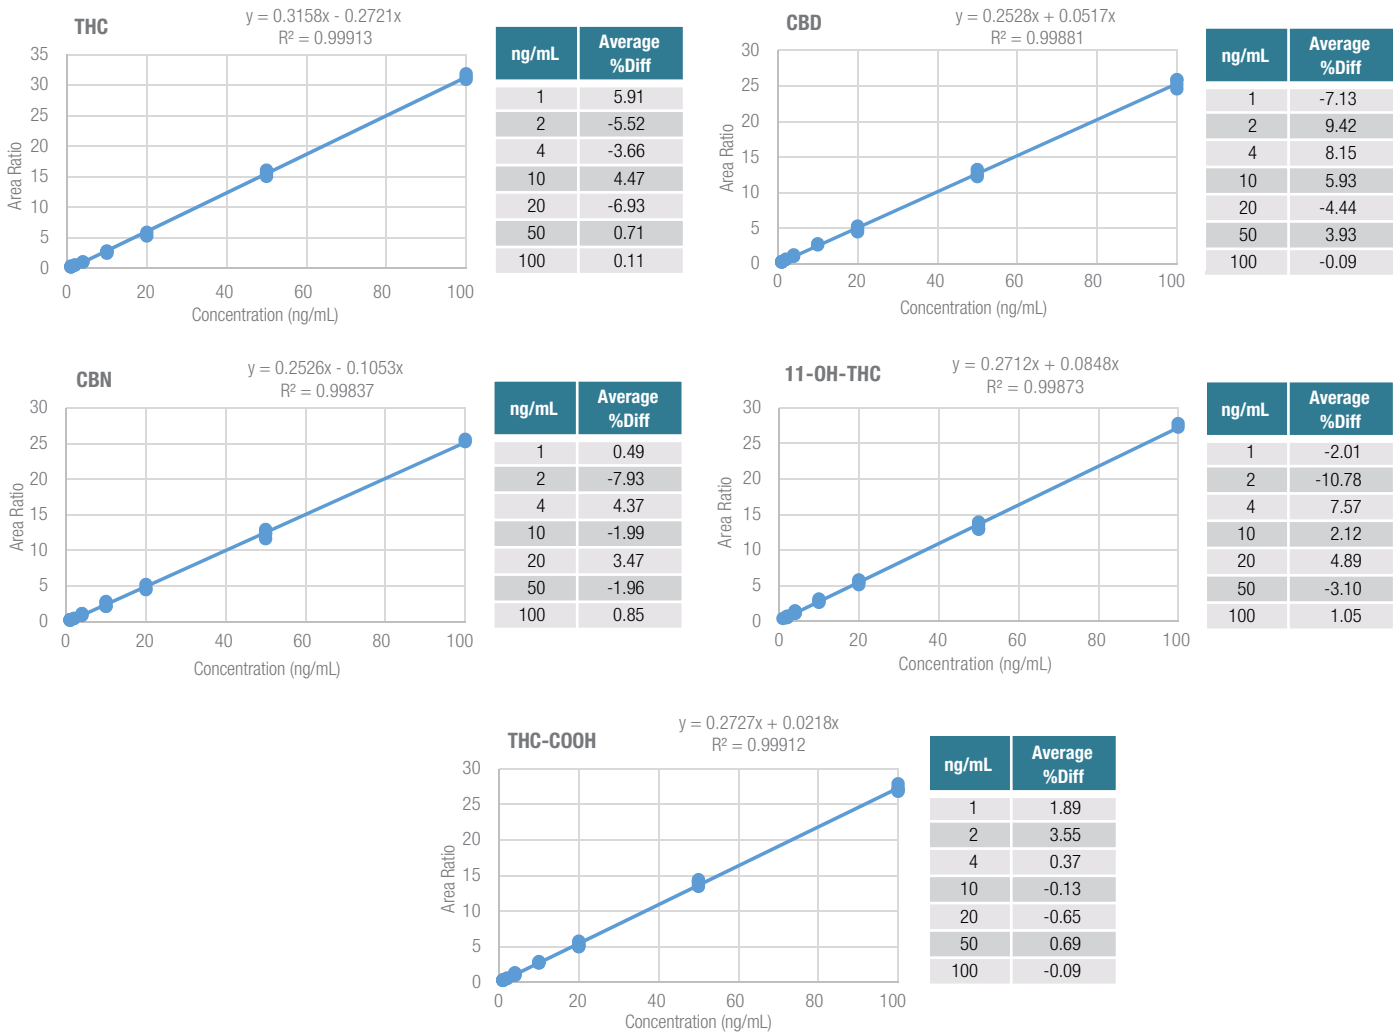 THC
y = 0.3158x - 0.2721x
R² = 0.99913
35
30
25
20
15
10
5
0
0 20 40 60 80 100
Area Ratio
Concentration (ng/mL)
ng/mL Average %Diff
1 5.91
2 -5.52
4 -3.66
10 4.47
20 -6.93
50 0.71
100 0.11
CBD
y = 0.2528x + 0.0517x
R² = 0.99881
30
25
20
15
10
5
0
0 20 40 60 80 100
Area Ratio
Concentration (ng/mL)
ng/mL Average %Diff
1 -7.13
2 9.42
4 8.15
10 5.93
20 -4.44
50 3.93
100 -0.09
CBN
y = 0.2526x - 0.1053x
R² = 0.99837
30
25
20
15
10
5
0
0 20 40 60 80 100
Area Ratio
Concentration (ng/mL)
ng/mL Average %Diff
1 0.49
2 -7.93
4 4.37
10 -1.99
20 3.47
50 -1.96
100 0.85
11-OH-THC
y = 0.2712x + 0.0848x
R² = 0.99873
30
25
20
15
10
5
0
0 20 40 60 80 100
Area Ratio
Concentration (ng/mL)
ng/mL Average %Diff
1 -2.01
2 -10.78
4 7.57
10 2.12
20 4.89
50 -3.10
100 1.05
THC-COOH
y = 0.2727x + 0.0218x
R² = 0.99912
30
25
20
15
10
5
0
0 20 40 60 80 100
Area Ratio
Concentration (ng/mL)
ng/mL Average %Diff
1 1.89
2 3.55
4 0.37
10 -0.13
20 -0.65
50 0.69
100 -0.09